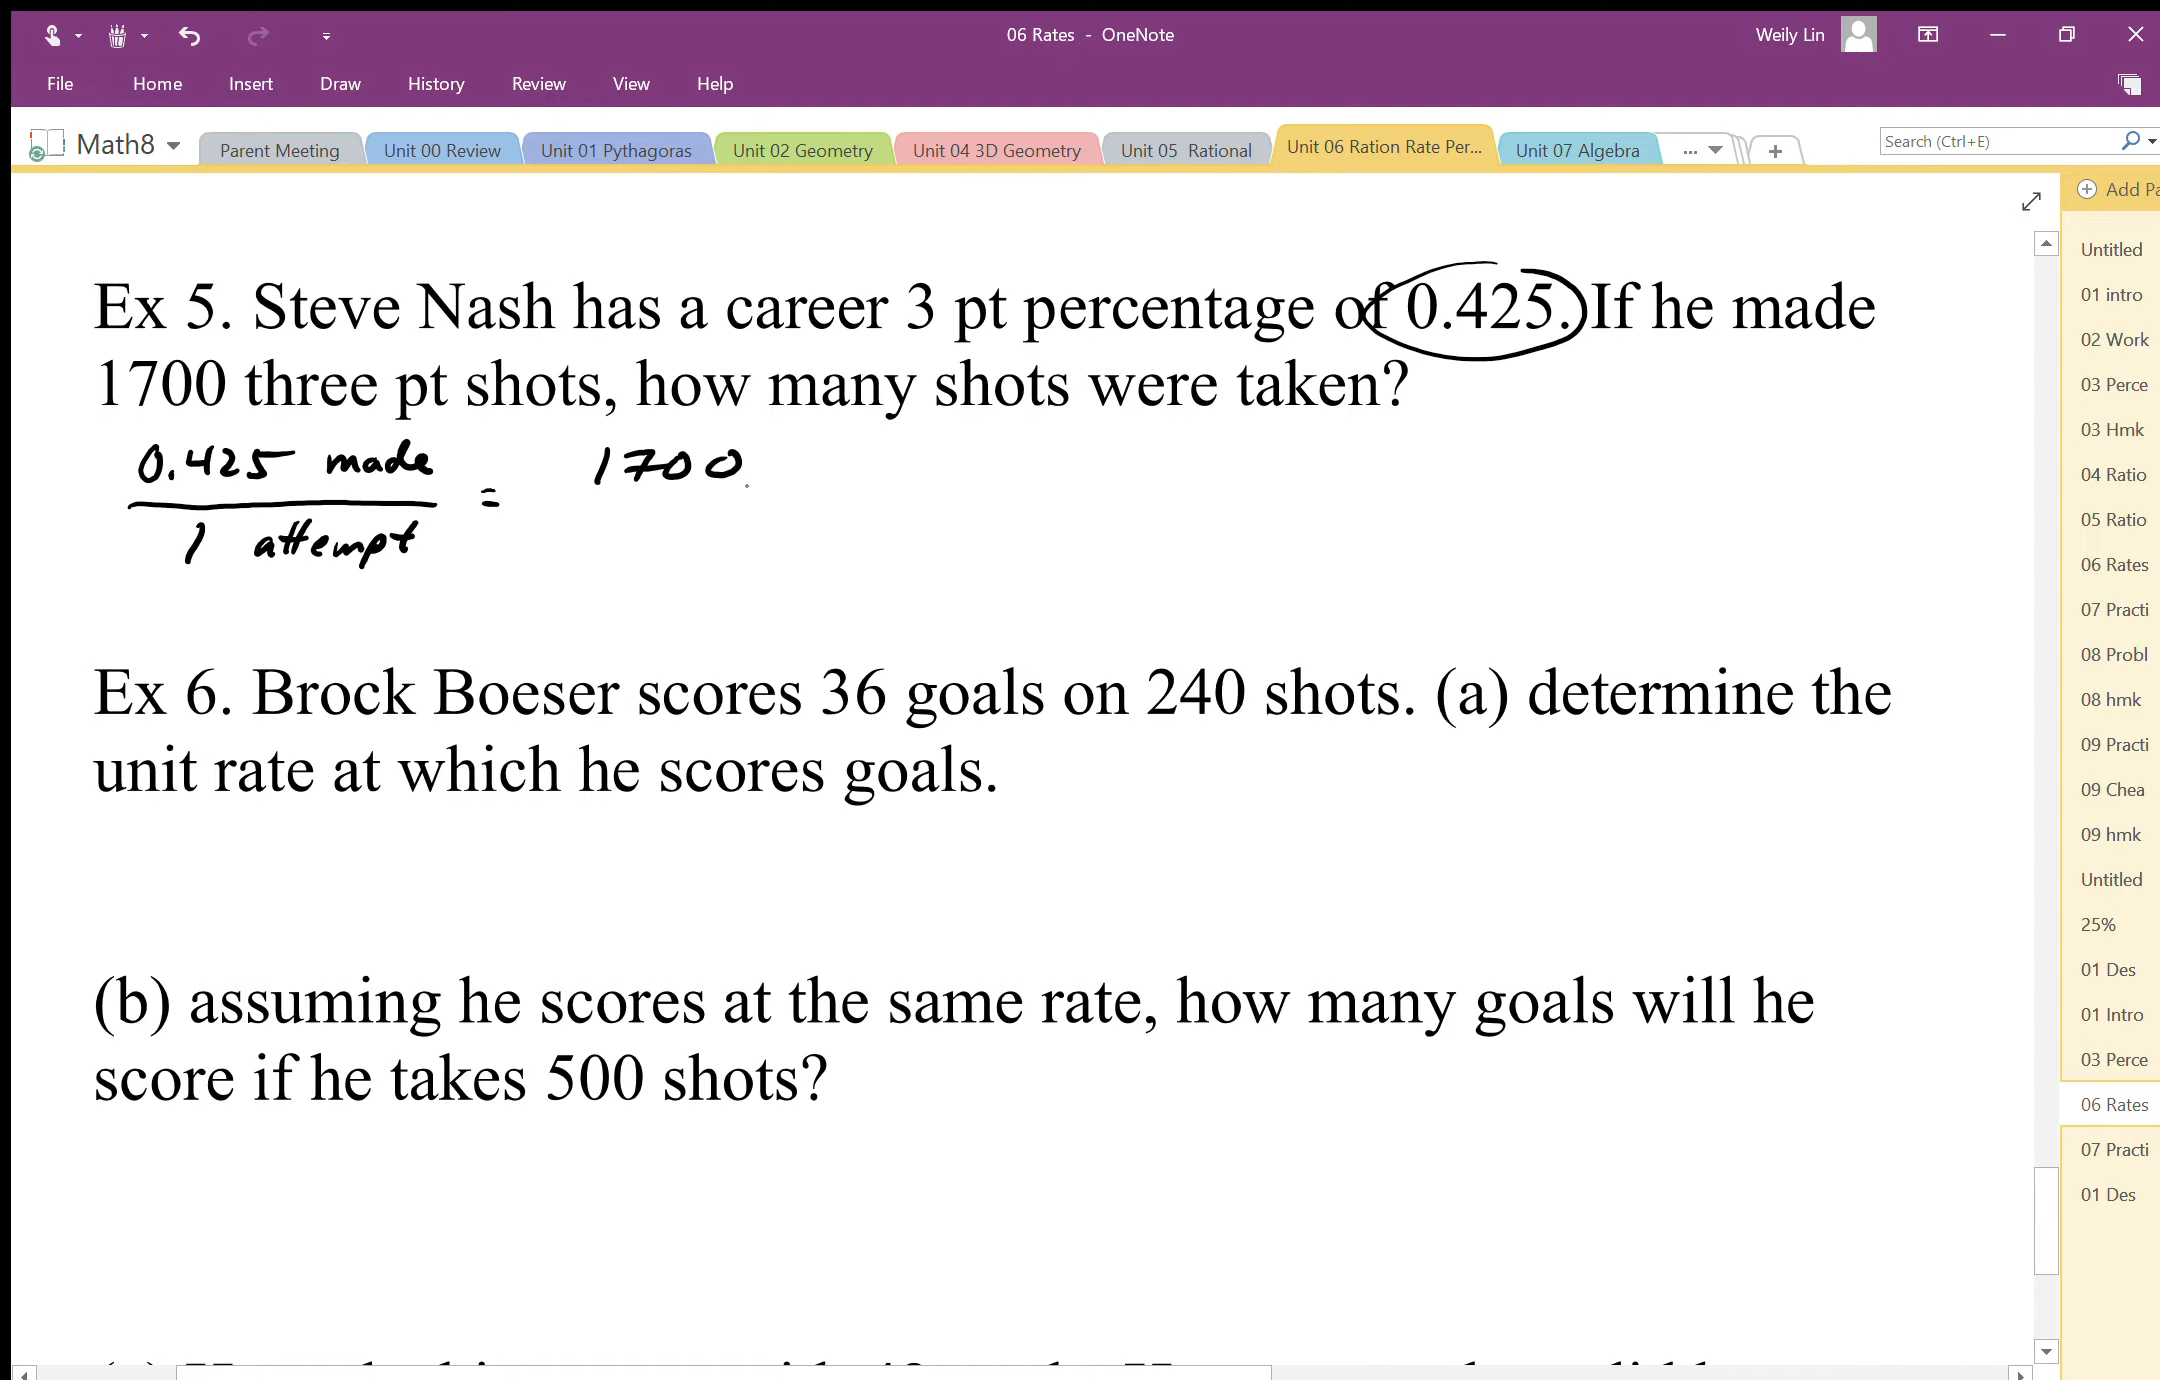 06 Rates - OneNote
Weily Lin
File Home Insert Draw History Review View Help
Math8
Parent Meeting
Unit 00 Review
Unit 01 Pythagoras
Unit 02 Geometry
Unit 04 3D Geometry
Unit 05 Rational
Unit 06 Ration Rate Per...
Unit 07 Algebra
...
Search (Ctrl+E)
Ex 5. Steve Nash has a career 3 pt percentage of 0.425. If he made
1700 three pt shots, how many shots were taken?
0.425 made
1 attempt
=
1700
Ex 6. Brock Boeser scores 36 goals on 240 shots. (a) determine the
unit rate at which he scores goals.
(b) assuming he scores at the same rate, how many goals will he
score if he takes 500 shots?
Add Pa
Untitled
01 intro
02 Work
03 Perce
03 Hmk
04 Ratio
05 Ratio
06 Rates
07 Practi
08 Probl
08 hmk
09 Practi
09 Chea
09 hmk
Untitled
25%
01 Des
01 Intro
03 Perce
06 Rates
07 Practi
01 Des